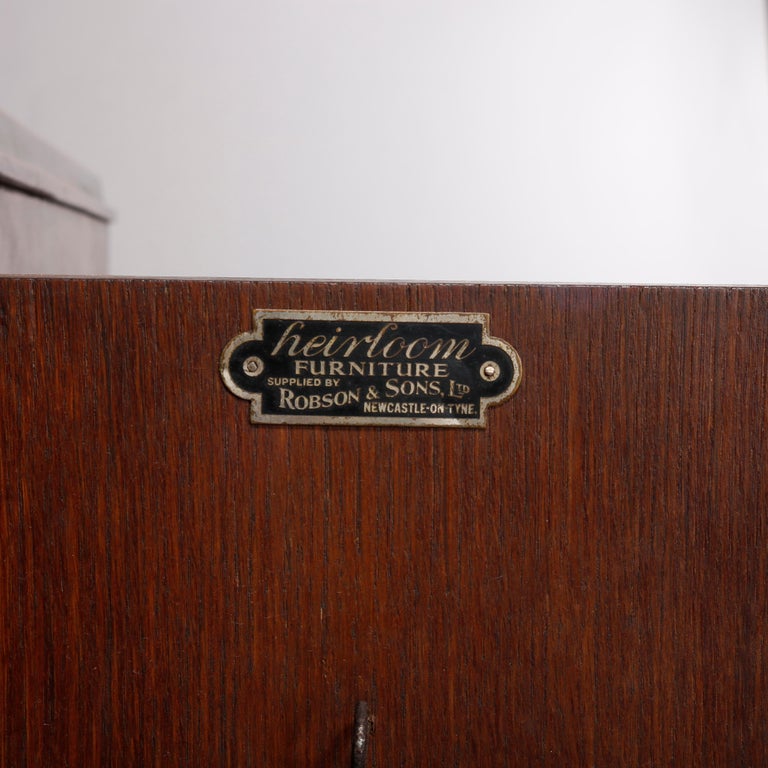 heirloom
FURNITURE
SUPPLIED BY
ROBSON & SONS, LTD
NEWCASTLE-ON-TYNE.